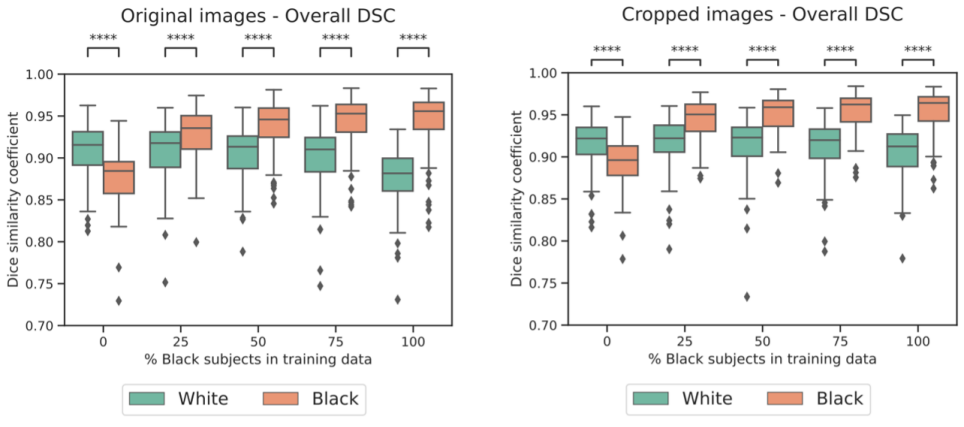 Original images - Overall DSC
**** **** **** **** ****
1.00
0.95
0.90
0.85
0.80
0.75
0.70
Dice similarity coefficient
0 25 50 75 100
% Black subjects in training data
White Black
Cropped images - Overall DSC
**** **** **** **** ****
1.00
0.95
0.90
0.85
0.80
0.75
0.70
Dice similarity coefficient
0 25 50 75 100
% Black subjects in training data
White Black